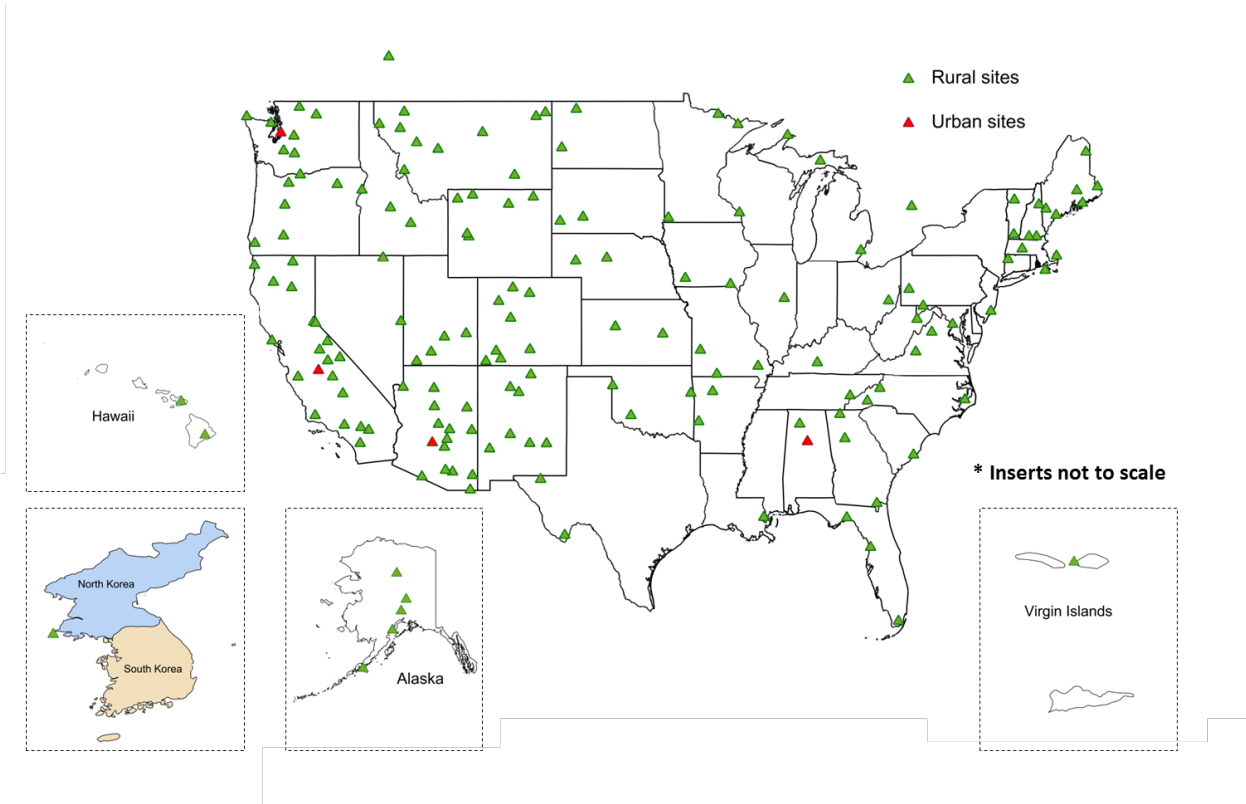 Rural sites
Urban sites
Hawaii
* Inserts not to scale
North Korea
South Korea
Alaska
Virgin Islands